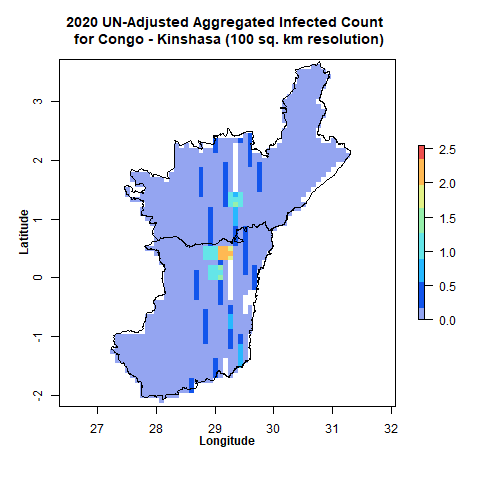 2020 UN-Adjusted Aggregated Infected Count
for Congo - Kinshasa (100 sq. km resolution)
3
2
1
0
-1
-2
Latitude
27 28 29 30 31 32
Longitude
2.5
2.0
1.5
1.0
0.5
0.0